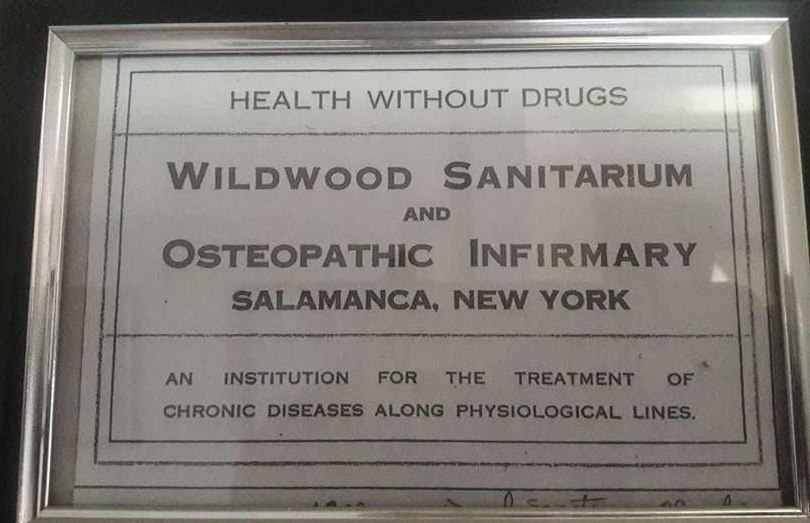 HEALTH WITHOUT DRUGS
WILDWOOD SANITARIUM
AND
OSTEOPATHIC INFIRMARY
SALAMANCA, NEW YORK
AN INSTITUTION FOR THE TREATMENT OF
CHRONIC DISEASES ALONG PHYSIOLOGICAL LINES.